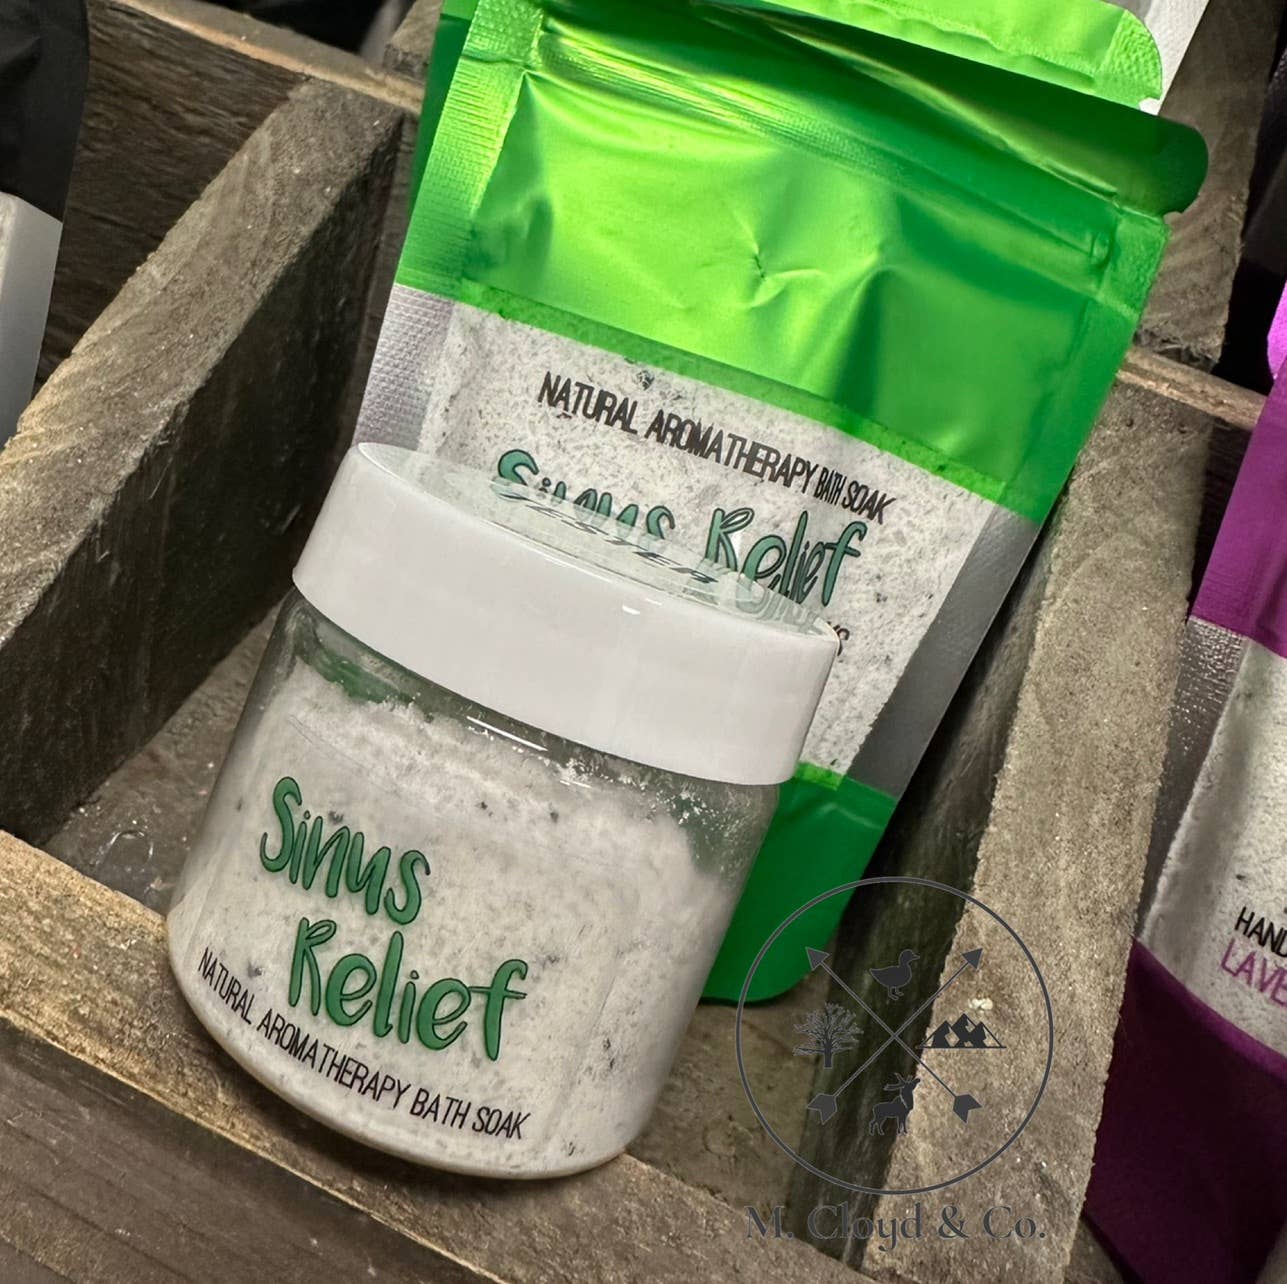 NATURAL AROMATHERAPY BATH SOAK
Sinus Relief
Sinus
Relief
NATURAL AROMATHERAPY BATH SOAK
HAND
LAVE
M. Cloyd & Co.